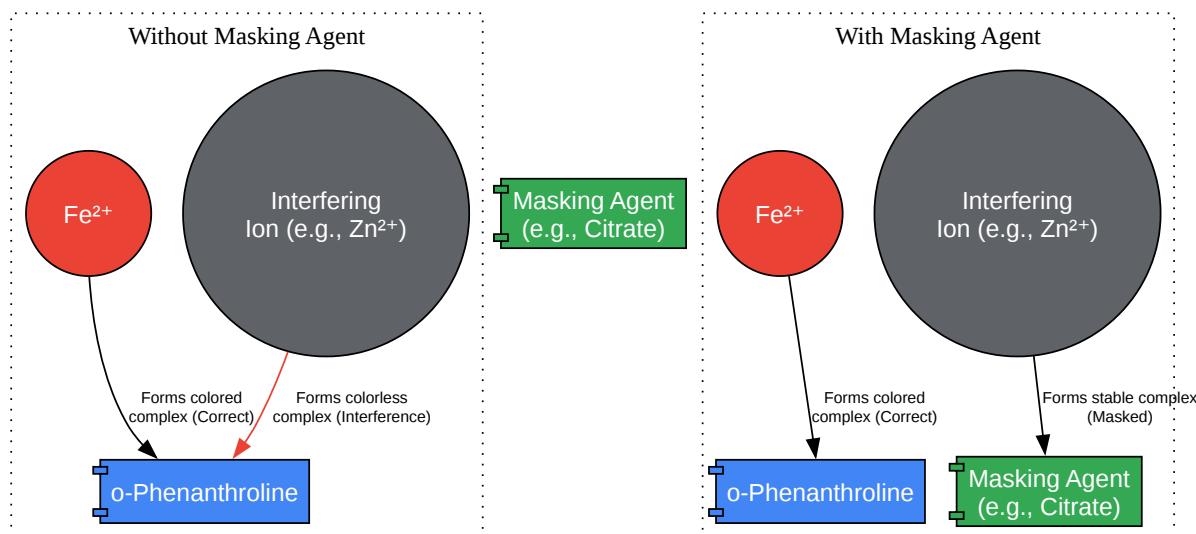 Without Masking Agent
Fe²⁺
Interfering
Ion (e.g., Zn²⁺)
Forms colored
complex (Correct)
Forms colorless
complex (Interference)
o-Phenanthroline
Masking Agent
(e.g., Citrate)
With Masking Agent
Fe²⁺
Interfering
Ion (e.g., Zn²⁺)
Forms colored
complex (Correct)
Forms stable complex
(Masked)
o-Phenanthroline
Masking Agent
(e.g., Citrate)